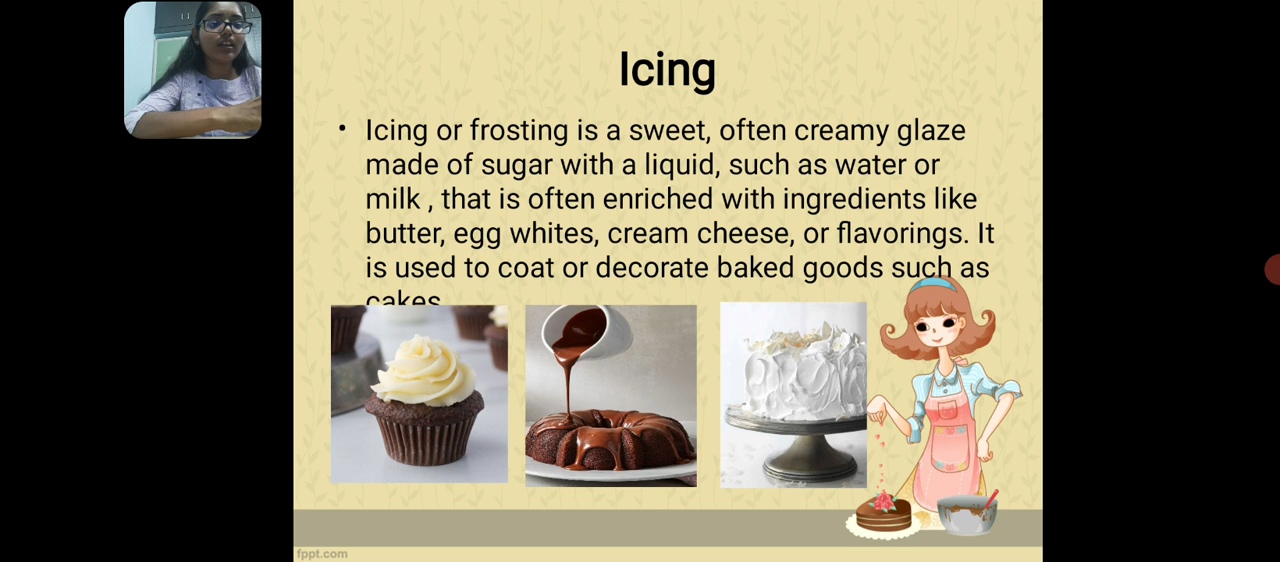 Icing
• Icing or frosting is a sweet, often creamy glaze
made of sugar with a liquid, such as water or
milk , that is often enriched with ingredients like
butter, egg whites, cream cheese, or flavorings. It
is used to coat or decorate baked goods such as
cakes
fppt.com